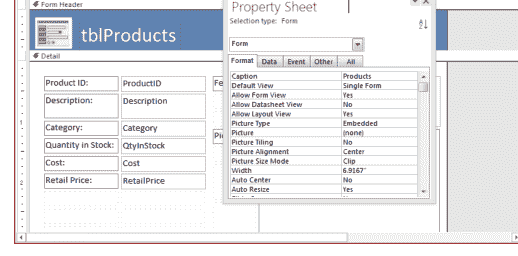 Form Header
Property Sheet
Selection type: Form
tblProducts
Form
Detail
Format Data Event Other All
Caption Products
Default View Single Form
Allow Form View Yes
Allow Datasheet View No
Allow Layout View Yes
Picture Type Embedded
Picture (none)
Picture Tiling No
Picture Alignment Center
Picture Size Mode Clip
Width 6.9167"
Auto Center No
Auto Resize Yes
Product ID: ProductID Fe
Description: Description
Category: Category
Quantity in Stock: QtyInStock
Cost: Cost
Retail Price: RetailPrice
1
2